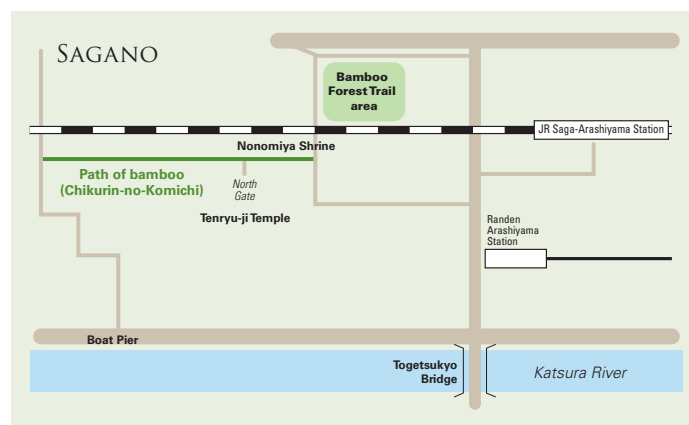 SAGANO
Bamboo
Forest Trail
area
JR Saga-Arashiyama Station
Nonomiya Shrine
Path of bamboo
(Chikurin-no-Komichi)
North
Gate
Tenryu-ji Temple
Randen
Arashiyama
Station
Boat Pier
Togetsukyo
Bridge
Katsura River